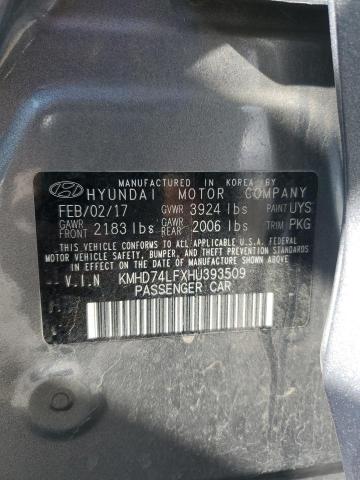 MANUFACTURED IN KOREA BY
HYUNDAI MOTOR COMPANY
FEB/02/17 GVWR 3924 lbs PAINT UYS
GAWR FRONT 2183 lbs GAWR REAR 2006 lbs TRIM PKG
THIS VEHICLE CONFORMS TO ALL APPLICABLE U.S.A. FEDERAL
MOTOR VEHICLE SAFETY, BUMPER, AND THEFT PREVENTION STANDARDS
IN EFFECT ON THE DATE OF MANUFACTURE SHOWN ABOVE.
V.I.N KMHD74LFXHU393509
PASSENGER CAR